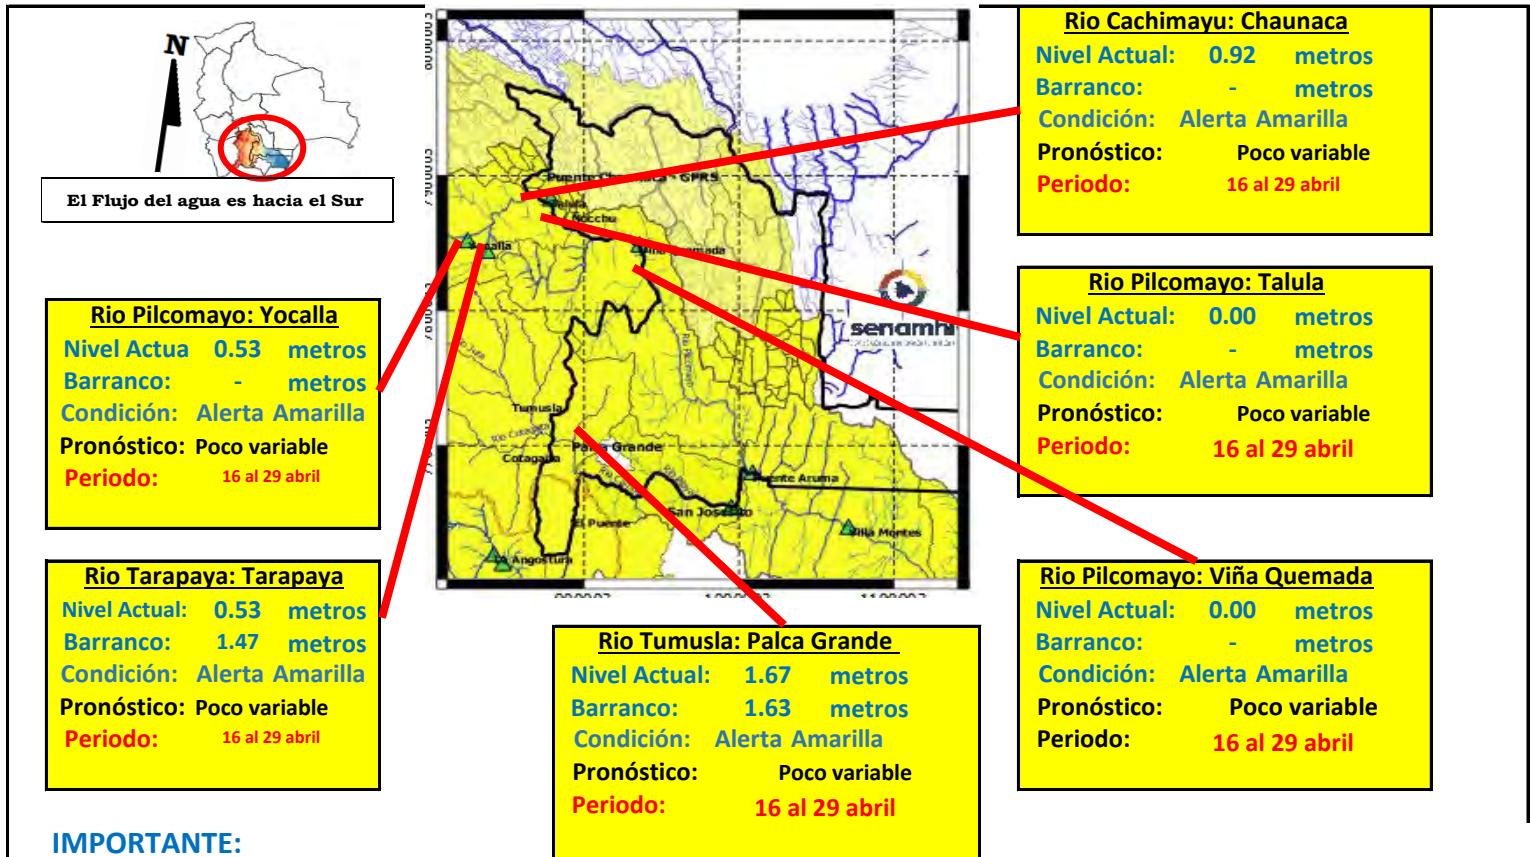 N
El Flujo del agua es hacia el Sur
Rio Cachimayu: Chaunaca
Nivel Actual: 0.92 metros
Barranco: - metros
Condición: Alerta Amarilla
Pronóstico: Poco variable
Periodo: 16 al 29 abril
Rio Pilcomayo: Talula
Nivel Actual: 0.00 metros
Barranco: - metros
Condición: Alerta Amarilla
Pronóstico: Poco variable
Periodo: 16 al 29 abril
Rio Pilcomayo: Yocalla
Nivel Actua 0.53 metros
Barranco: - metros
Condición: Alerta Amarilla
Pronóstico: Poco variable
Periodo: 16 al 29 abril
Rio Tarapaya: Tarapaya
Nivel Actual: 0.53 metros
Barranco: 1.47 metros
Condición: Alerta Amarilla
Pronóstico: Poco variable
Periodo: 16 al 29 abril
Rio Tumusla: Palca Grande
Nivel Actual: 1.67 metros
Barranco: 1.63 metros
Condición: Alerta Amarilla
Pronóstico: Poco variable
Periodo: 16 al 29 abril
Rio Pilcomayo: Viña Quemada
Nivel Actual: 0.00 metros
Barranco: - metros
Condición: Alerta Amarilla
Pronóstico: Poco variable
Periodo: 16 al 29 abril
Puente
GPRS
Talula
Nocchu
senamhi
Tumusla
Palca Grande
Cotagaita
Puente Aruma
San Josecito
El Puente
Villa Montes
Angostura
IMPORTANTE: